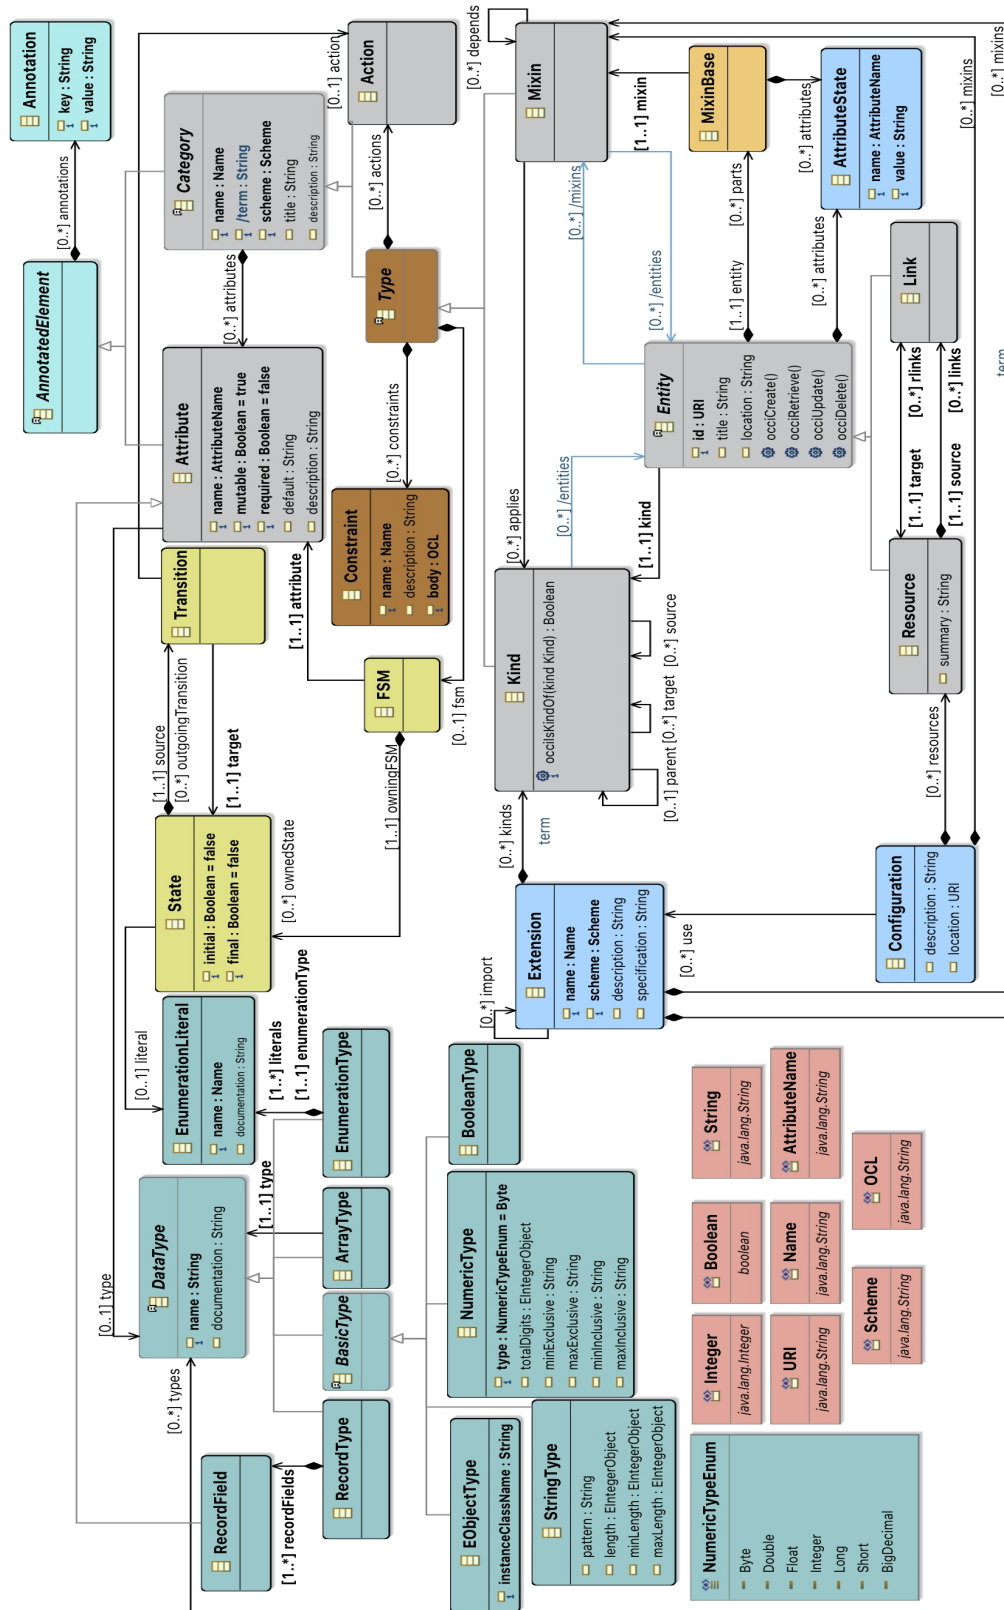 [0..*] types
RecordField
[1..*] recordFields
RecordType
[0..1] type
DataType
name : String
documentation : String
BasicType
ArrayType
[1..1] type
[0..1] literal
EnumerationLiteral
name : Name
documentation : String
[1..*] literals
[1..1] enumerationType
EnumerationType
State
initial : Boolean = false
final : Boolean = false
[0..*] ownedState
[1..1] owningFSM
[1..1] source
[0..*] outgoingTransition
[1..1] target
Transition
Attribute
name : AttributeName
mutable : Boolean = true
required : Boolean = false
default : String
description : String
[1..1] attribute
FSM
[0..1] fsm
Constraint
name : Name
description : String
body : OCL
[0..*] constraints
[0..*] attributes
AnnotatedElement
[0..*] annotations
Annotation
key : String
value : String
Category
name : Name
/term : String
scheme : Scheme
title : String
description : String
[0..1] action
Action
[0..*] actions
Type
EObjectType
instanceClassName : String
StringType
pattern : String
length : EIntegerObject
minLength : EIntegerObject
maxLength : EIntegerObject
NumericType
type : NumericTypeEnum = Byte
totalDigits : EIntegerObject
minExclusive : String
maxExclusive : String
minInclusive : String
maxInclusive : String
BooleanType
[0..*] import
Extension
name : Name
scheme : Scheme
description : String
specification : String
[0..*] kinds
term
[0..*] use
Kind
occiIsKindOf(kind Kind) : Boolean
[0..1] parent
[0..*] target
[0..*] source
[0..*] applies
[0..*] /entities
[1..1] kind
Entity
id : URI
title : String
location : String
occiCreate()
occiRetrieve()
occiUpdate()
occiDelete()
[0..*] /entities
[0..*] /mixins
[0..*] depends
Mixin
[1..1] mixin
MixinBase
[1..1] entity
[0..*] parts
[0..*] attributes
[0..*] attributes
AttributeState
name : AttributeName
value : String
Configuration
description : String
location : URI
[0..*] resources
Resource
summary : String
[1..1] target
[0..*] rlinks
[1..1] source
[0..*] links
Link
[0..*] mixins
[0..*] mixins
term
NumericTypeEnum
Byte
Double
Float
Integer
Long
Short
BigDecimal
Integer
java.lang.Integer
Boolean
boolean
String
java.lang.String
URI
java.lang.String
Name
java.lang.String
AttributeName
java.lang.String
Scheme
java.lang.String
OCL
java.lang.String